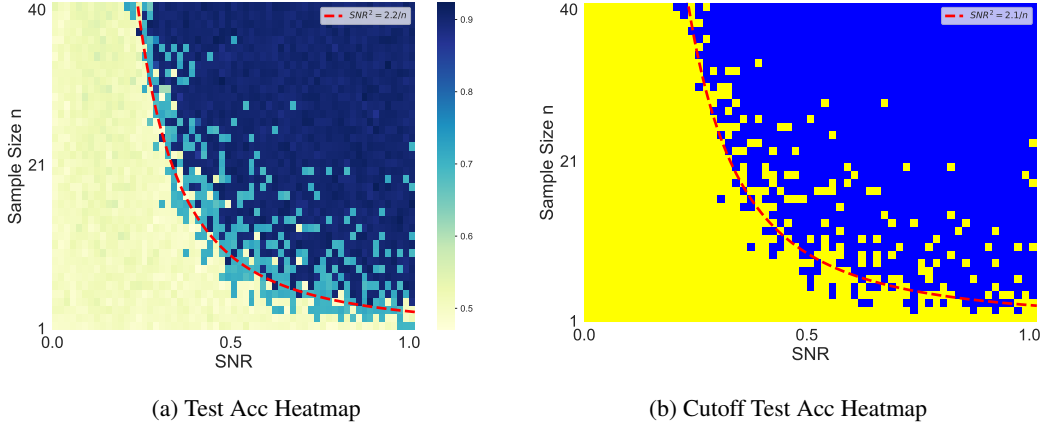 40
21
1
Sample Size n
0.0
0.5
1.0
SNR
SNR² = 2.2/n
0.9
0.8
0.7
0.6
0.5
(a) Test Acc Heatmap
40
21
1
Sample Size n
0.0
0.5
1.0
SNR
SNR² = 2.1/n
(b) Cutoff Test Acc Heatmap